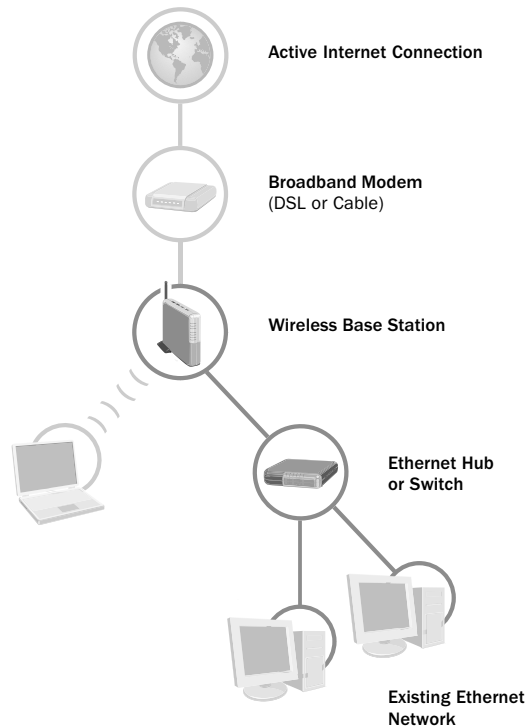 Active Internet Connection
Broadband Modem
(DSL or Cable)
Wireless Base Station
Ethernet Hub
or Switch
Existing Ethernet
Network